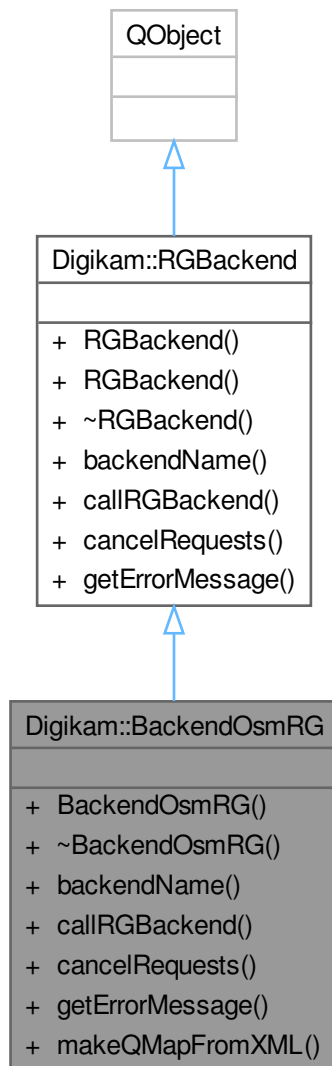 QObject
Digikam::RGBackend
+ RGBackend()
+ RGBackend()
+ ~RGBackend()
+ backendName()
+ callRGBackend()
+ cancelRequests()
+ getErrorMessage()
Digikam::BackendOsmRG
+ BackendOsmRG()
+ ~BackendOsmRG()
+ backendName()
+ callRGBackend()
+ cancelRequests()
+ getErrorMessage()
+ makeQMapFromXML()